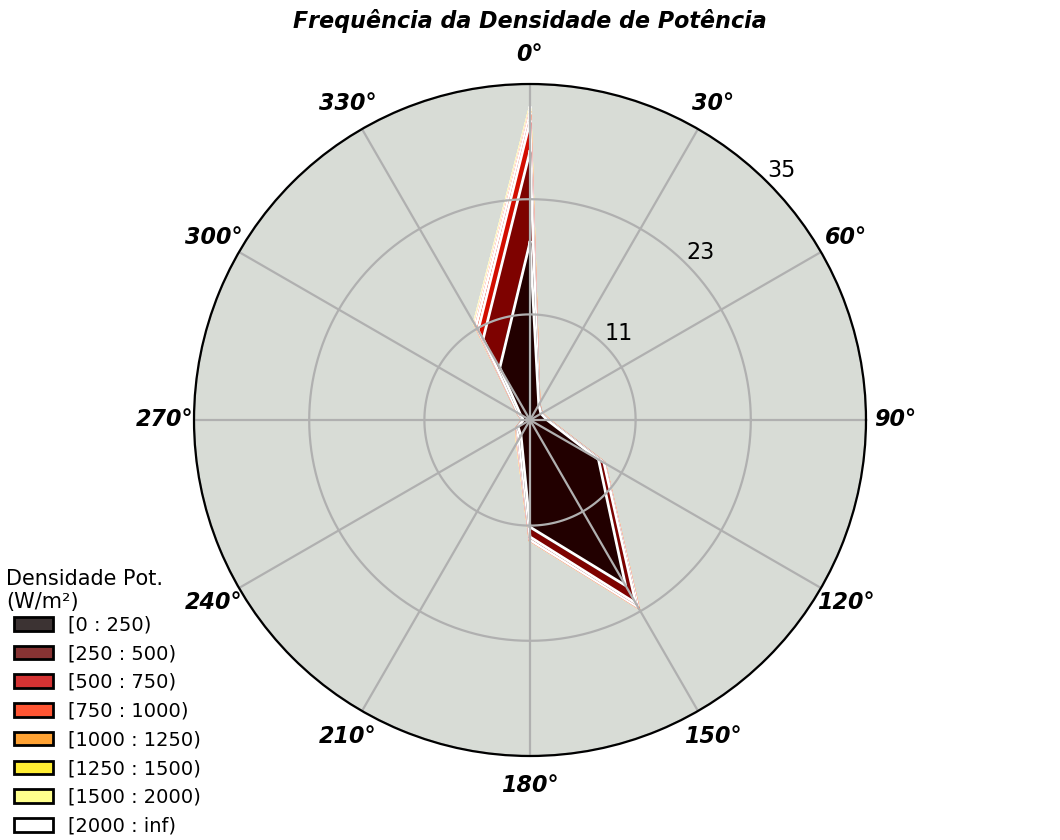 Frequência da Densidade de Potência
0°
330°
30°
35
300°
60°
23
11
270°
90°
240°
120°
210°
150°
180°
Densidade Pot.
(W/m²)
[0 : 250)
[250 : 500)
[500 : 750)
[750 : 1000)
[1000 : 1250)
[1250 : 1500)
[1500 : 2000)
[2000 : inf)